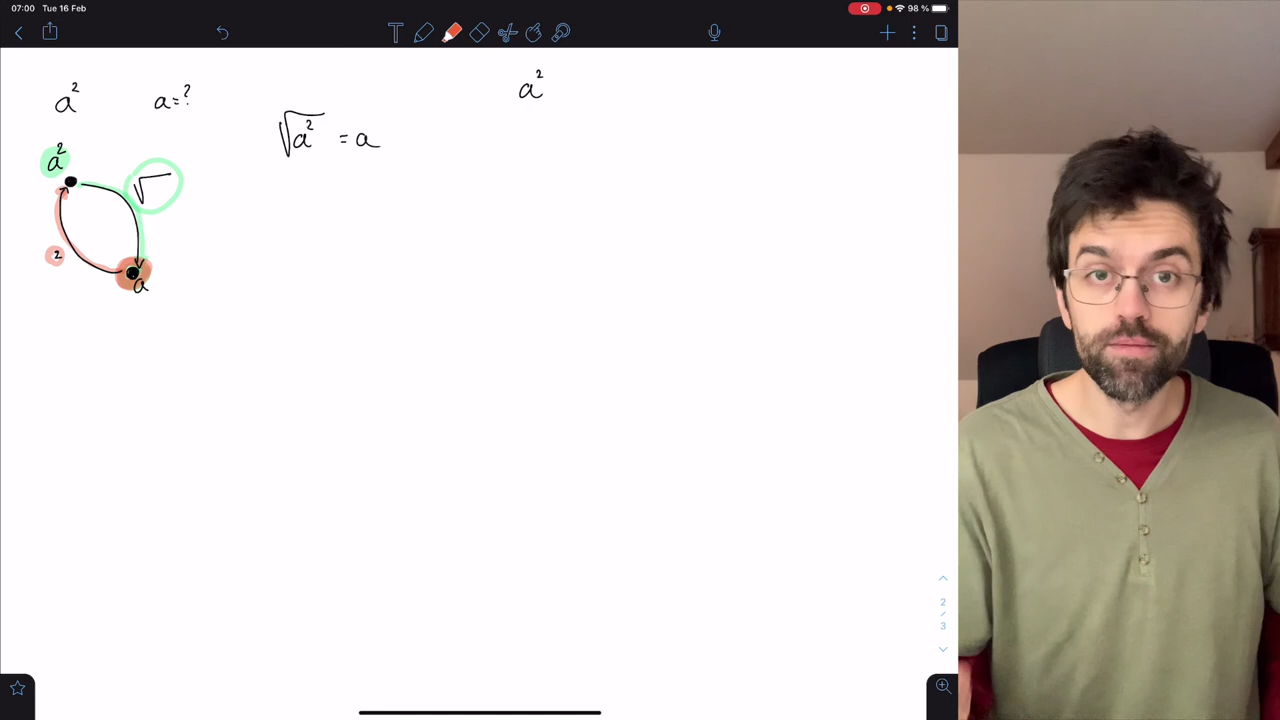 07:00 Tue 16 Feb 98 %
T
a² a=?
a²
√a² = a
a²
√
2
a
2
/
3